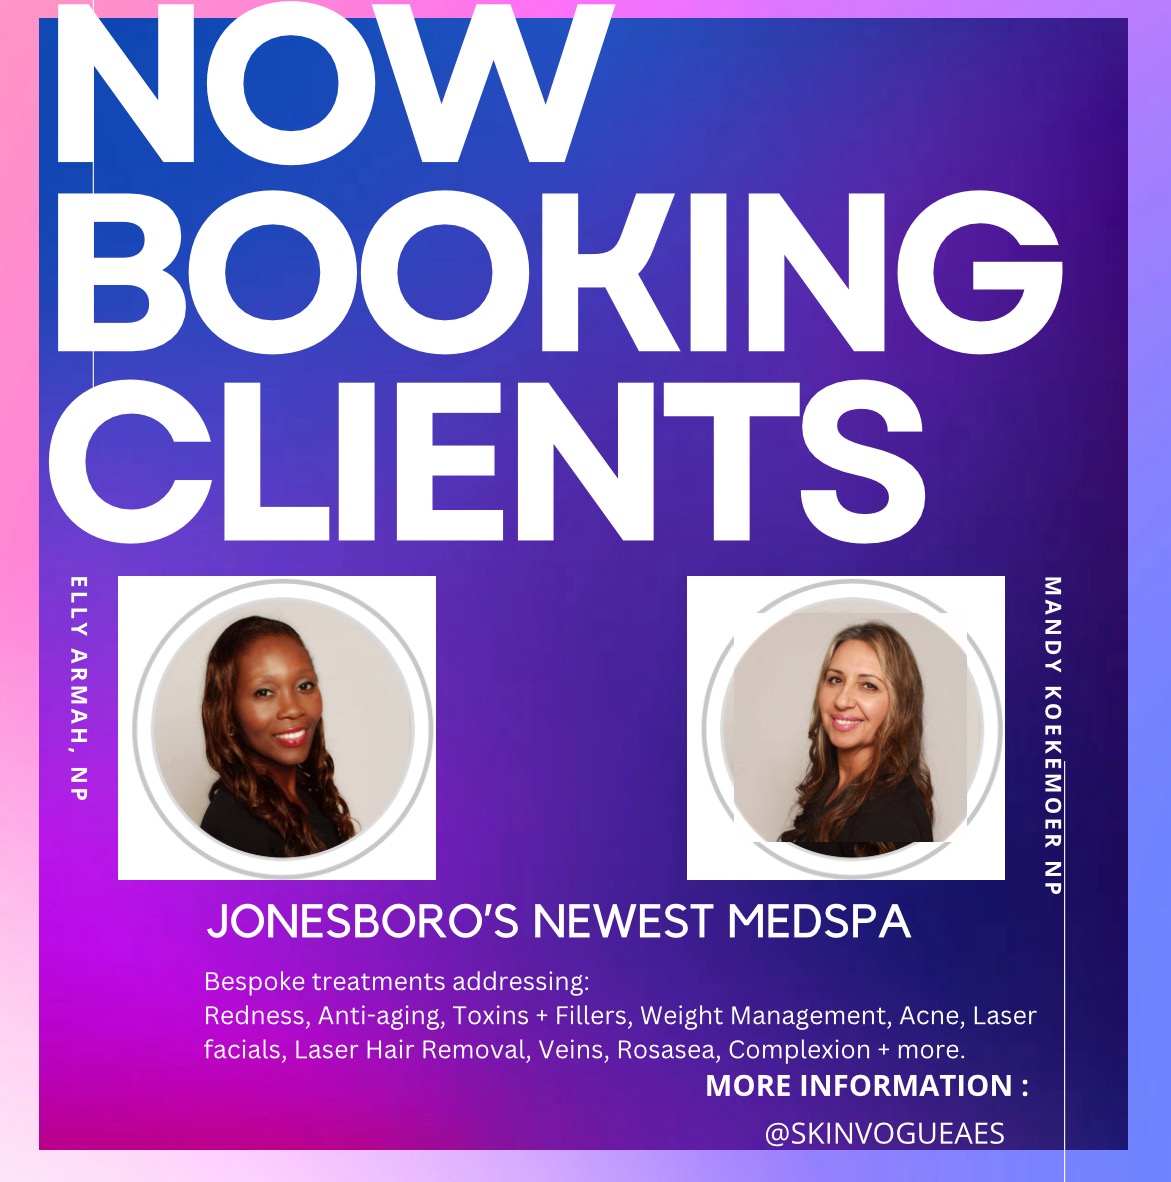 NOW
BOOKING
CLIENTS
ELLY ARMAH, NP
MANDY KOEKEMOER NP
JONESBORO'S NEWEST MEDSPA
Bespoke treatments addressing:
Redness, Anti-aging, Toxins + Fillers, Weight Management, Acne, Laser
facials, Laser Hair Removal, Veins, Rosasea, Complexion + more.
MORE INFORMATION :
@SKINVOGUEAES